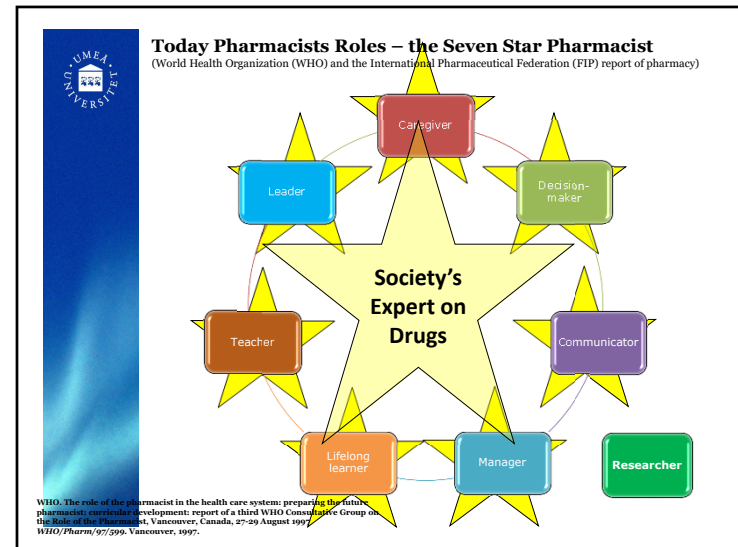 UMEÅ UNIVERSITET
Today Pharmacists Roles – the Seven Star Pharmacist
(World Health Organization (WHO) and the International Pharmaceutical Federation (FIP) report of pharmacy)
Caregiver
Leader
Decision-
maker
Society's
Expert on
Drugs
Teacher
Communicator
Lifelong
learner
Manager
Researcher
WHO. The role of the pharmacist in the health care system: preparing the future
pharmacist: curricular development: report of a third WHO Consultative Group on
the Role of the Pharmacist, Vancouver, Canada, 27-29 August 1997
WHO/Pharm/97/599. Vancouver, 1997.